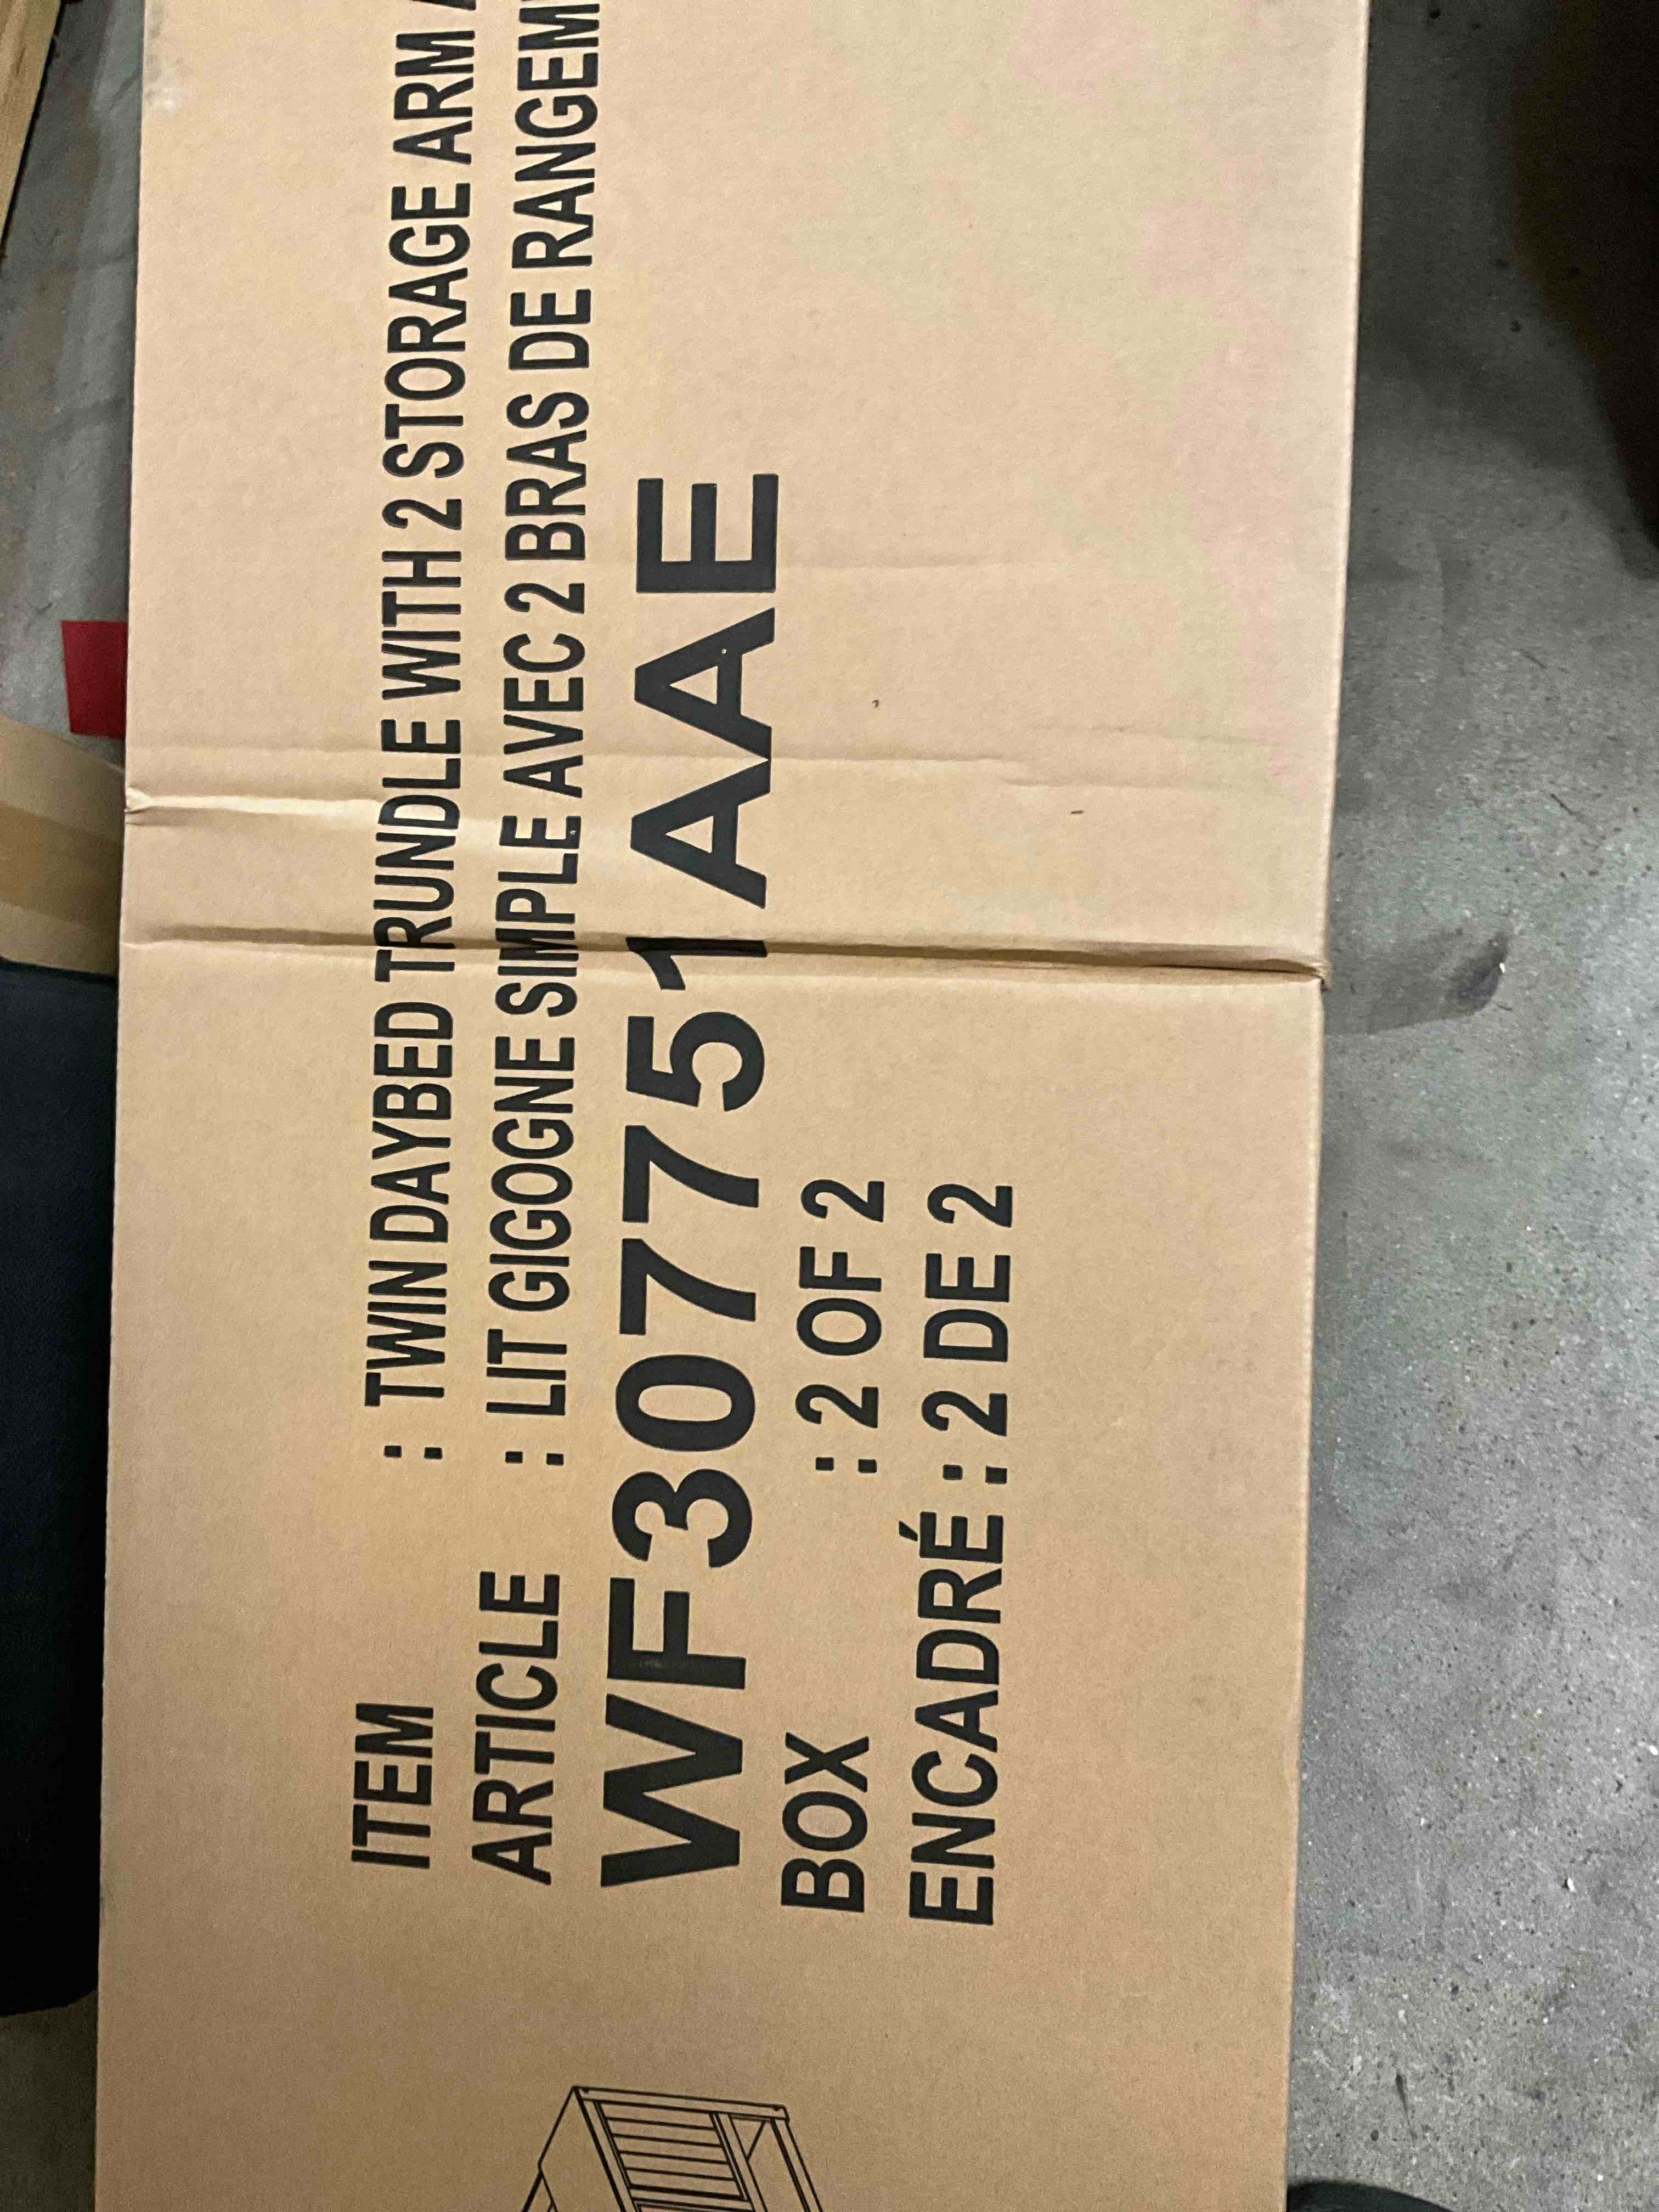 ITEM : TWIN DAYBED TRUNDLE WITH 2 STORAGE ARM
ARTICLE : LIT GIGOGNE SIMPLE AVEC 2 BRAS DE
WF307751AAE
BOX : 2 OF 2
ENCADRÉ : 2 DE 2